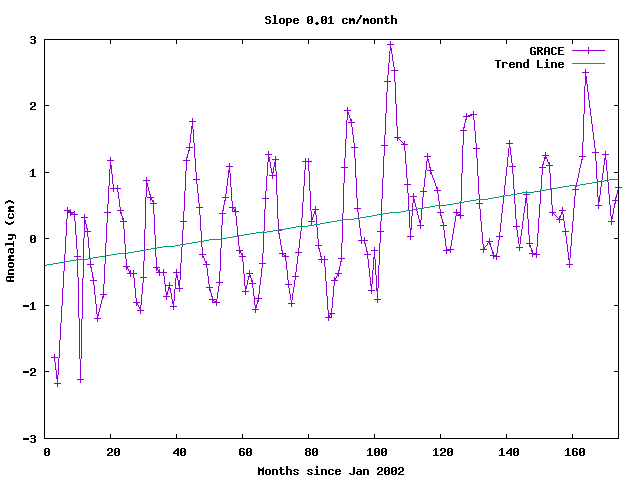 Slope 0.01 cm/month
GRACE
Trend Line
3
2
1
0
-1
-2
-3
Anomaly (cm)
0 20 40 60 80 100 120 140 160
Months since Jan 2002